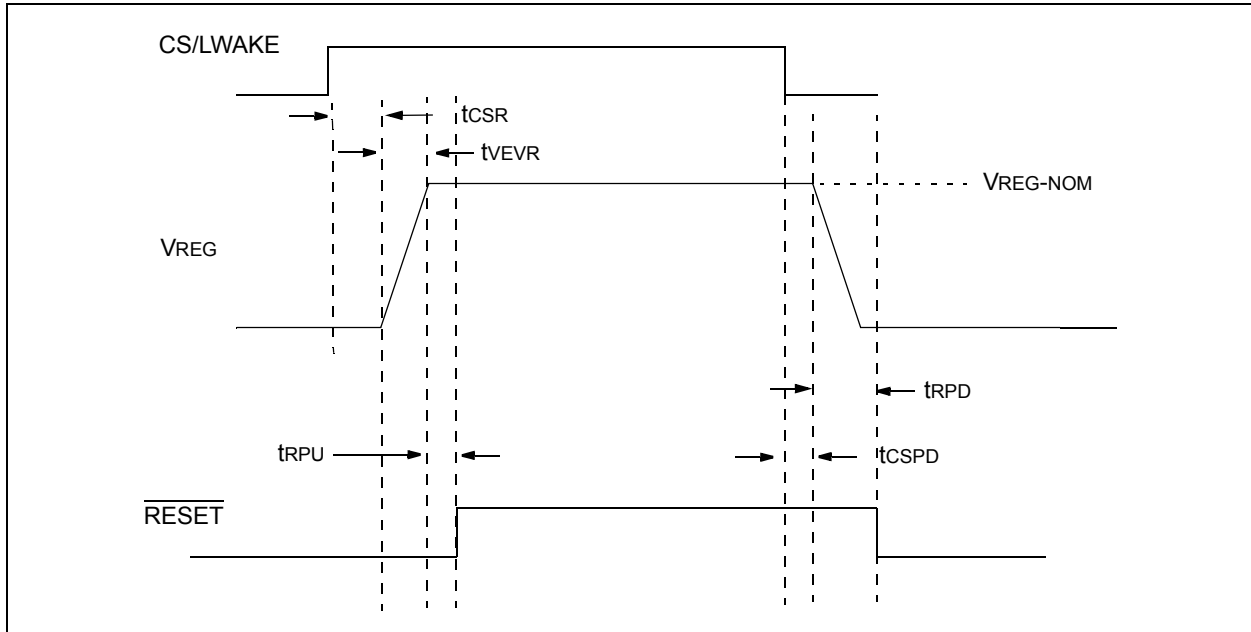 CS/LWAKE
tCSR
tVEVR
VREG-NOM
VREG
tRPD
tRPU
tCSPD
RESET